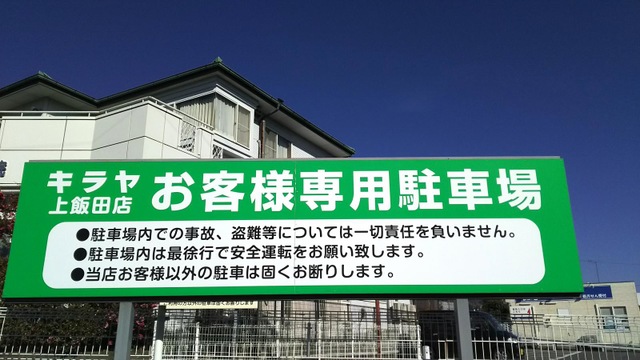 キラヤ
上飯田店
お客様専用駐車場
●駐車場内での事故、盗難等については一切責任を負いません。
●駐車場内は最徐行で安全運転をお願い致します。
●当店お客様以外の駐車は固くお断りします。